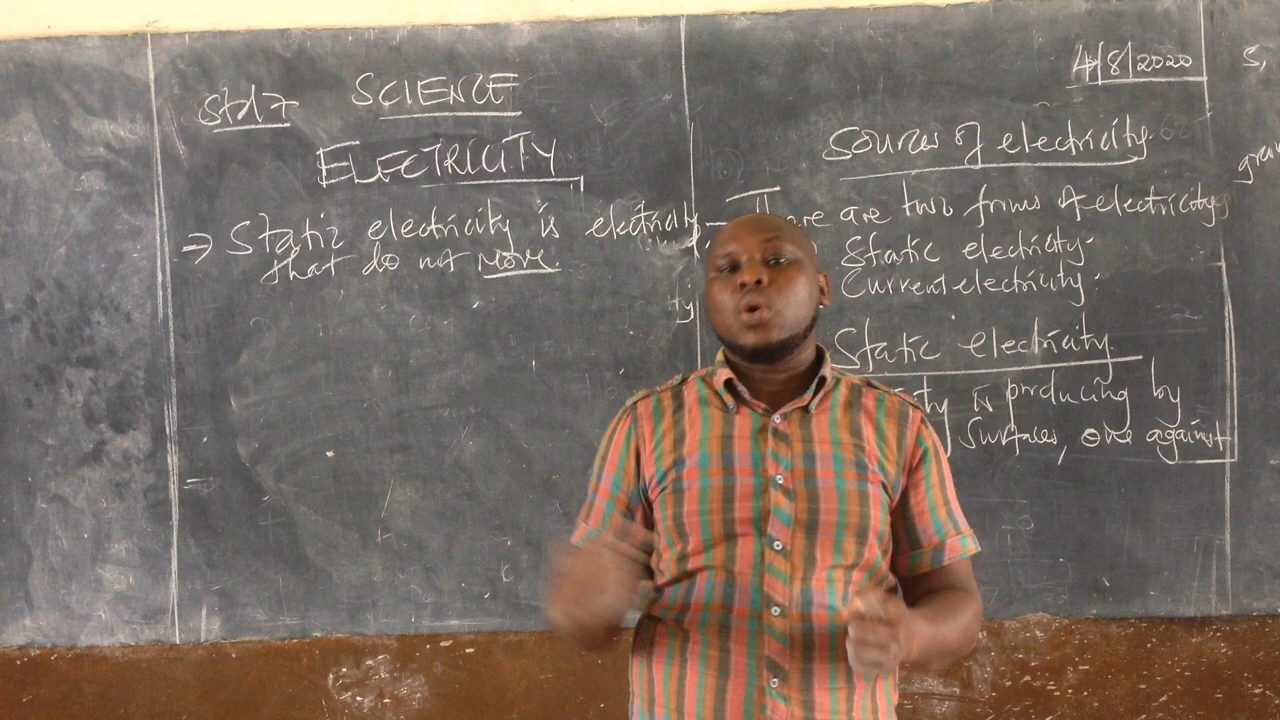 Std 7 SCIENCE
ELECTRICITY
⇒ Static electricity is electricity
that do not move.
4/8/2020
Sources of electricity.
are two forms of electricity
Static electricity.
Current electricity.
Static electricity.
is producing by
surfaces, one against
S,